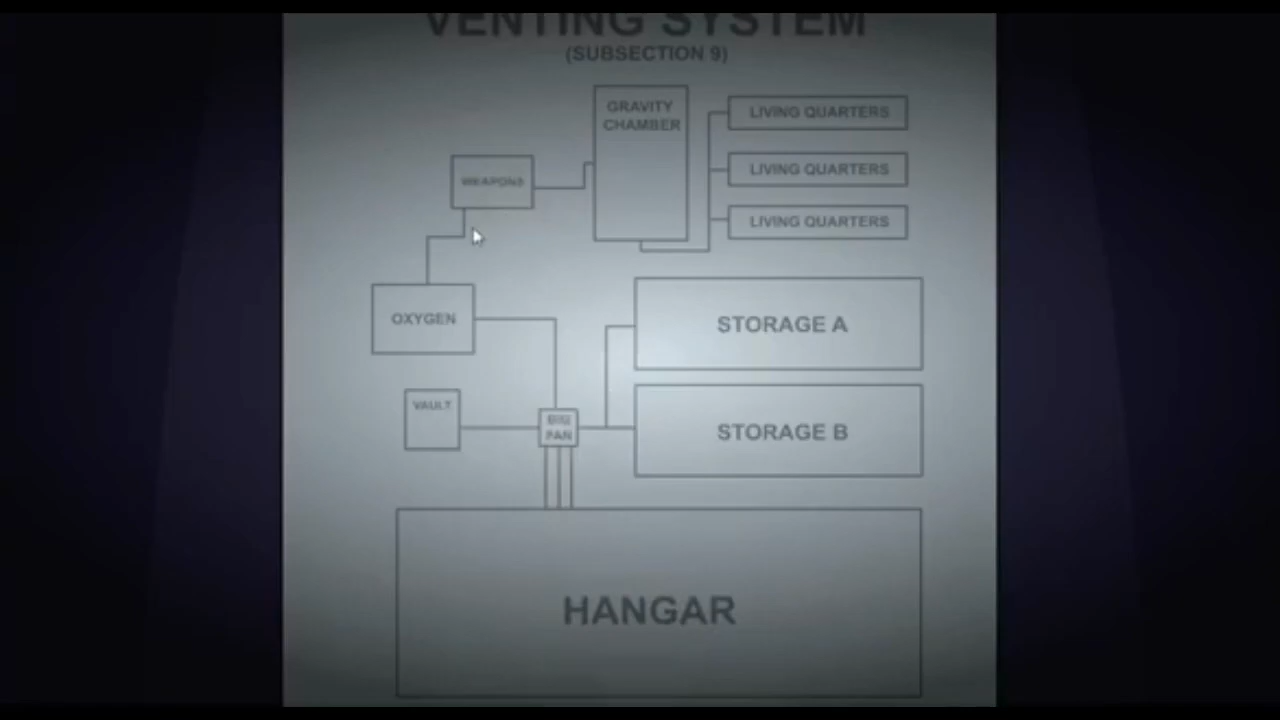 VENTING SYSTEM
(SUBSECTION 9)
GRAVITY
CHAMBER
LIVING QUARTERS
WEAPONS
LIVING QUARTERS
LIVING QUARTERS
OXYGEN
STORAGE A
VAULT
BIG
FAN
STORAGE B
HANGAR